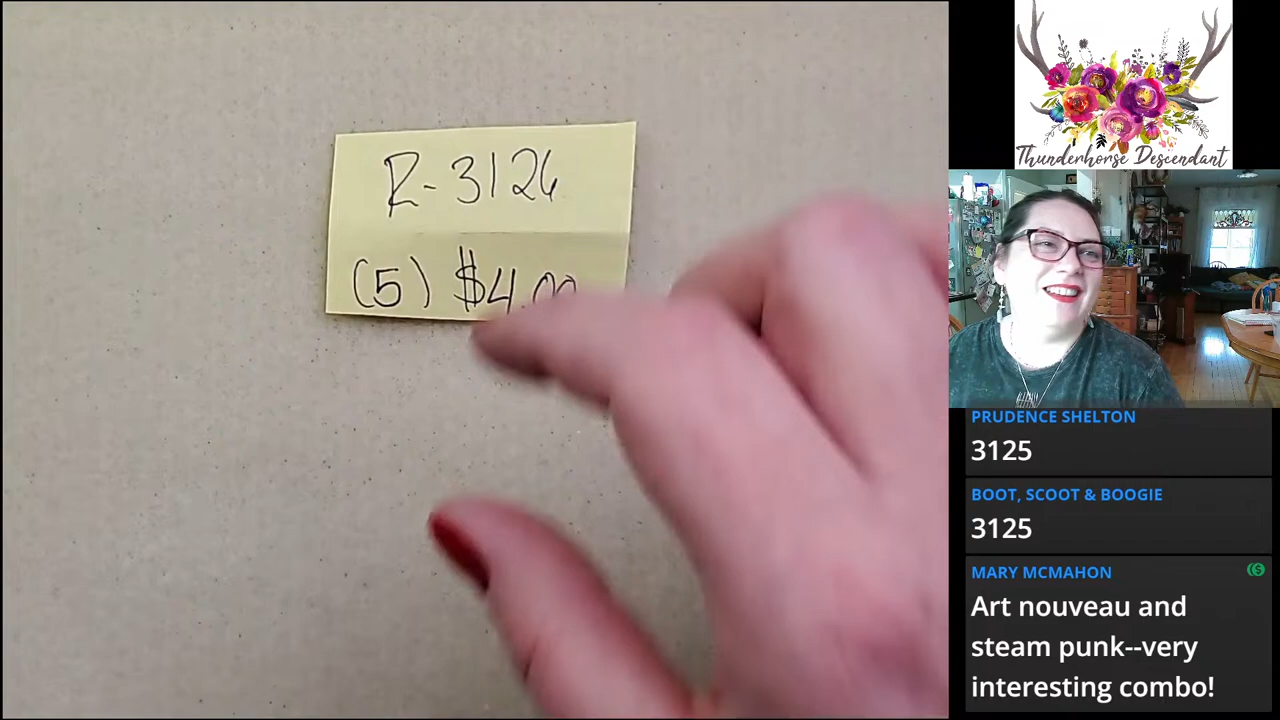 R-3126
(5) $4.00
Thunderhorse Descendant
PRUDENCE SHELTON
3125
BOOT, SCOOT & BOOGIE
3125
MARY MCMAHON
Art nouveau and
steam punk--very
interesting combo!